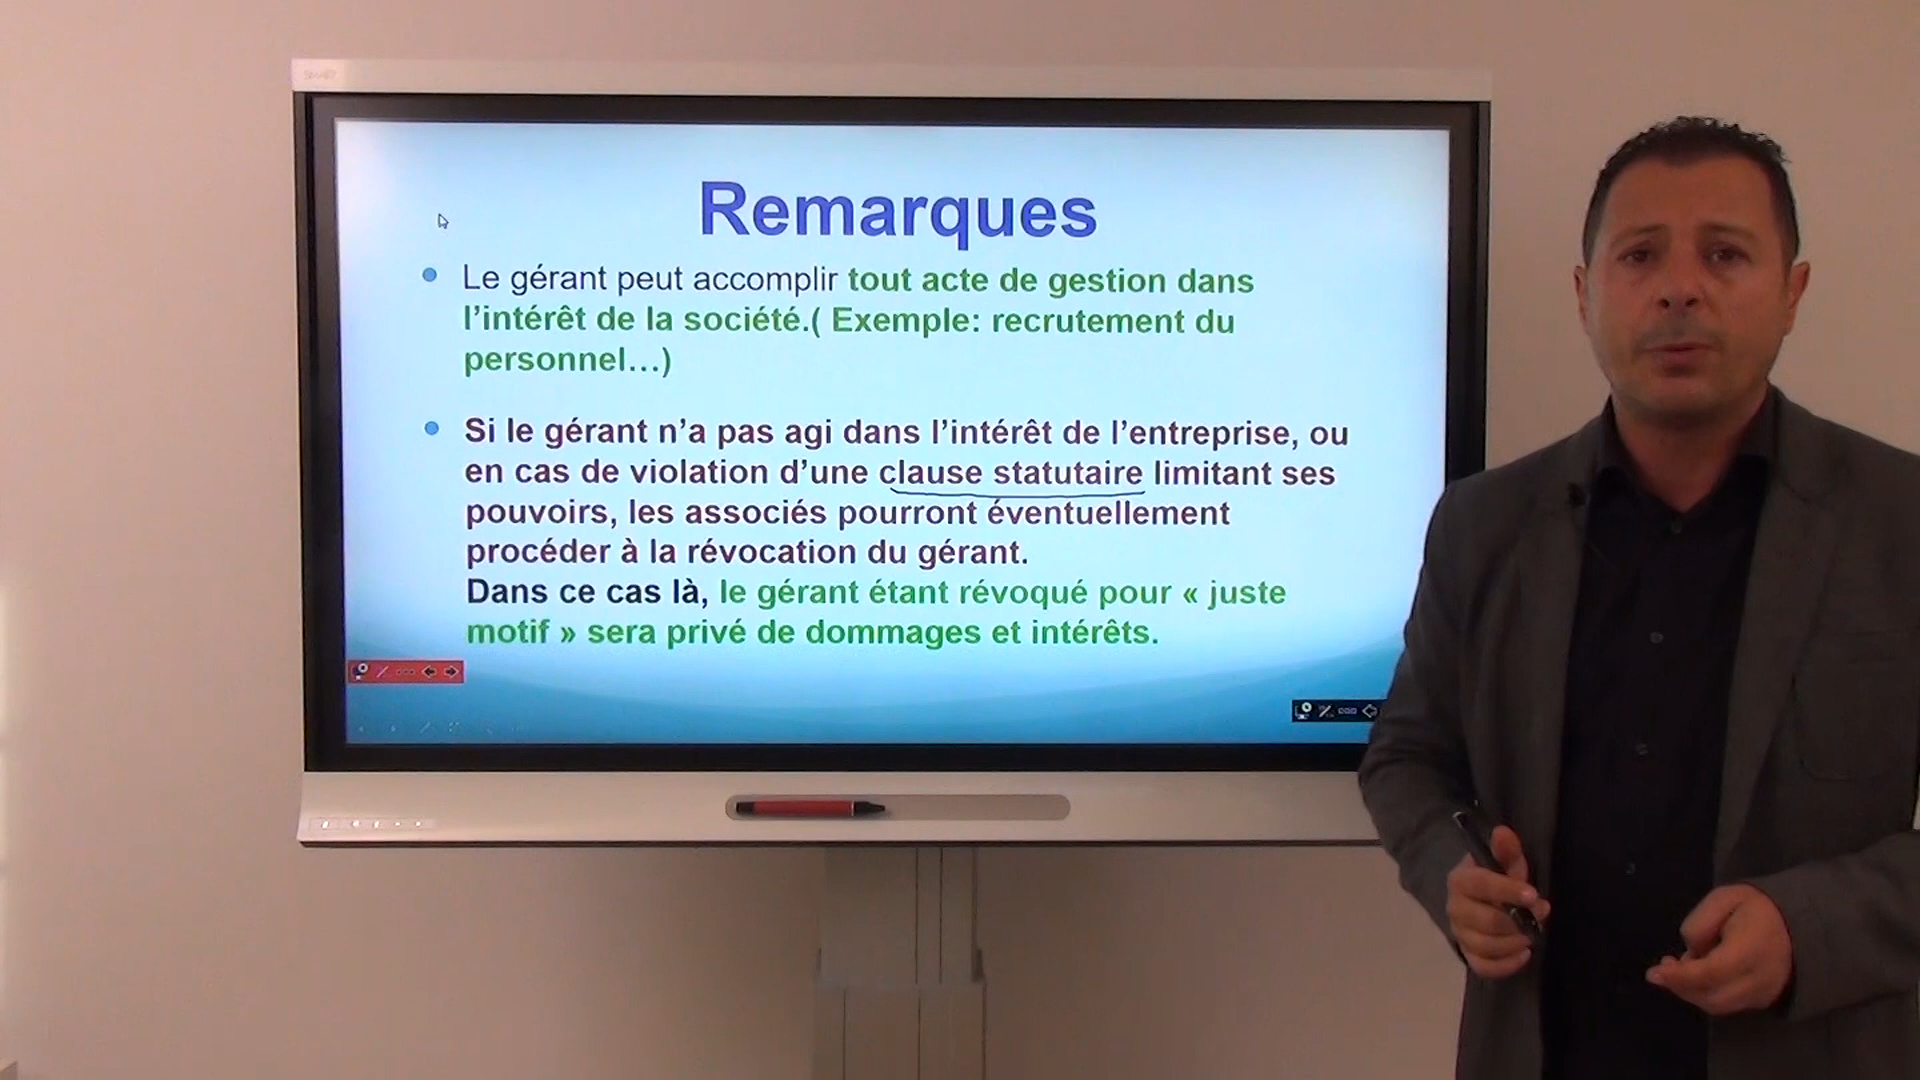 SMART
Remarques
Le gérant peut accomplir tout acte de gestion dans
l’intérêt de la société.( Exemple: recrutement du
personnel…)
Si le gérant n’a pas agi dans l’intérêt de l’entreprise, ou
en cas de violation d’une clause statutaire limitant ses
pouvoirs, les associés pourront éventuellement
procéder à la révocation du gérant.
Dans ce cas là, le gérant étant révoqué pour « juste
motif » sera privé de dommages et intérêts.